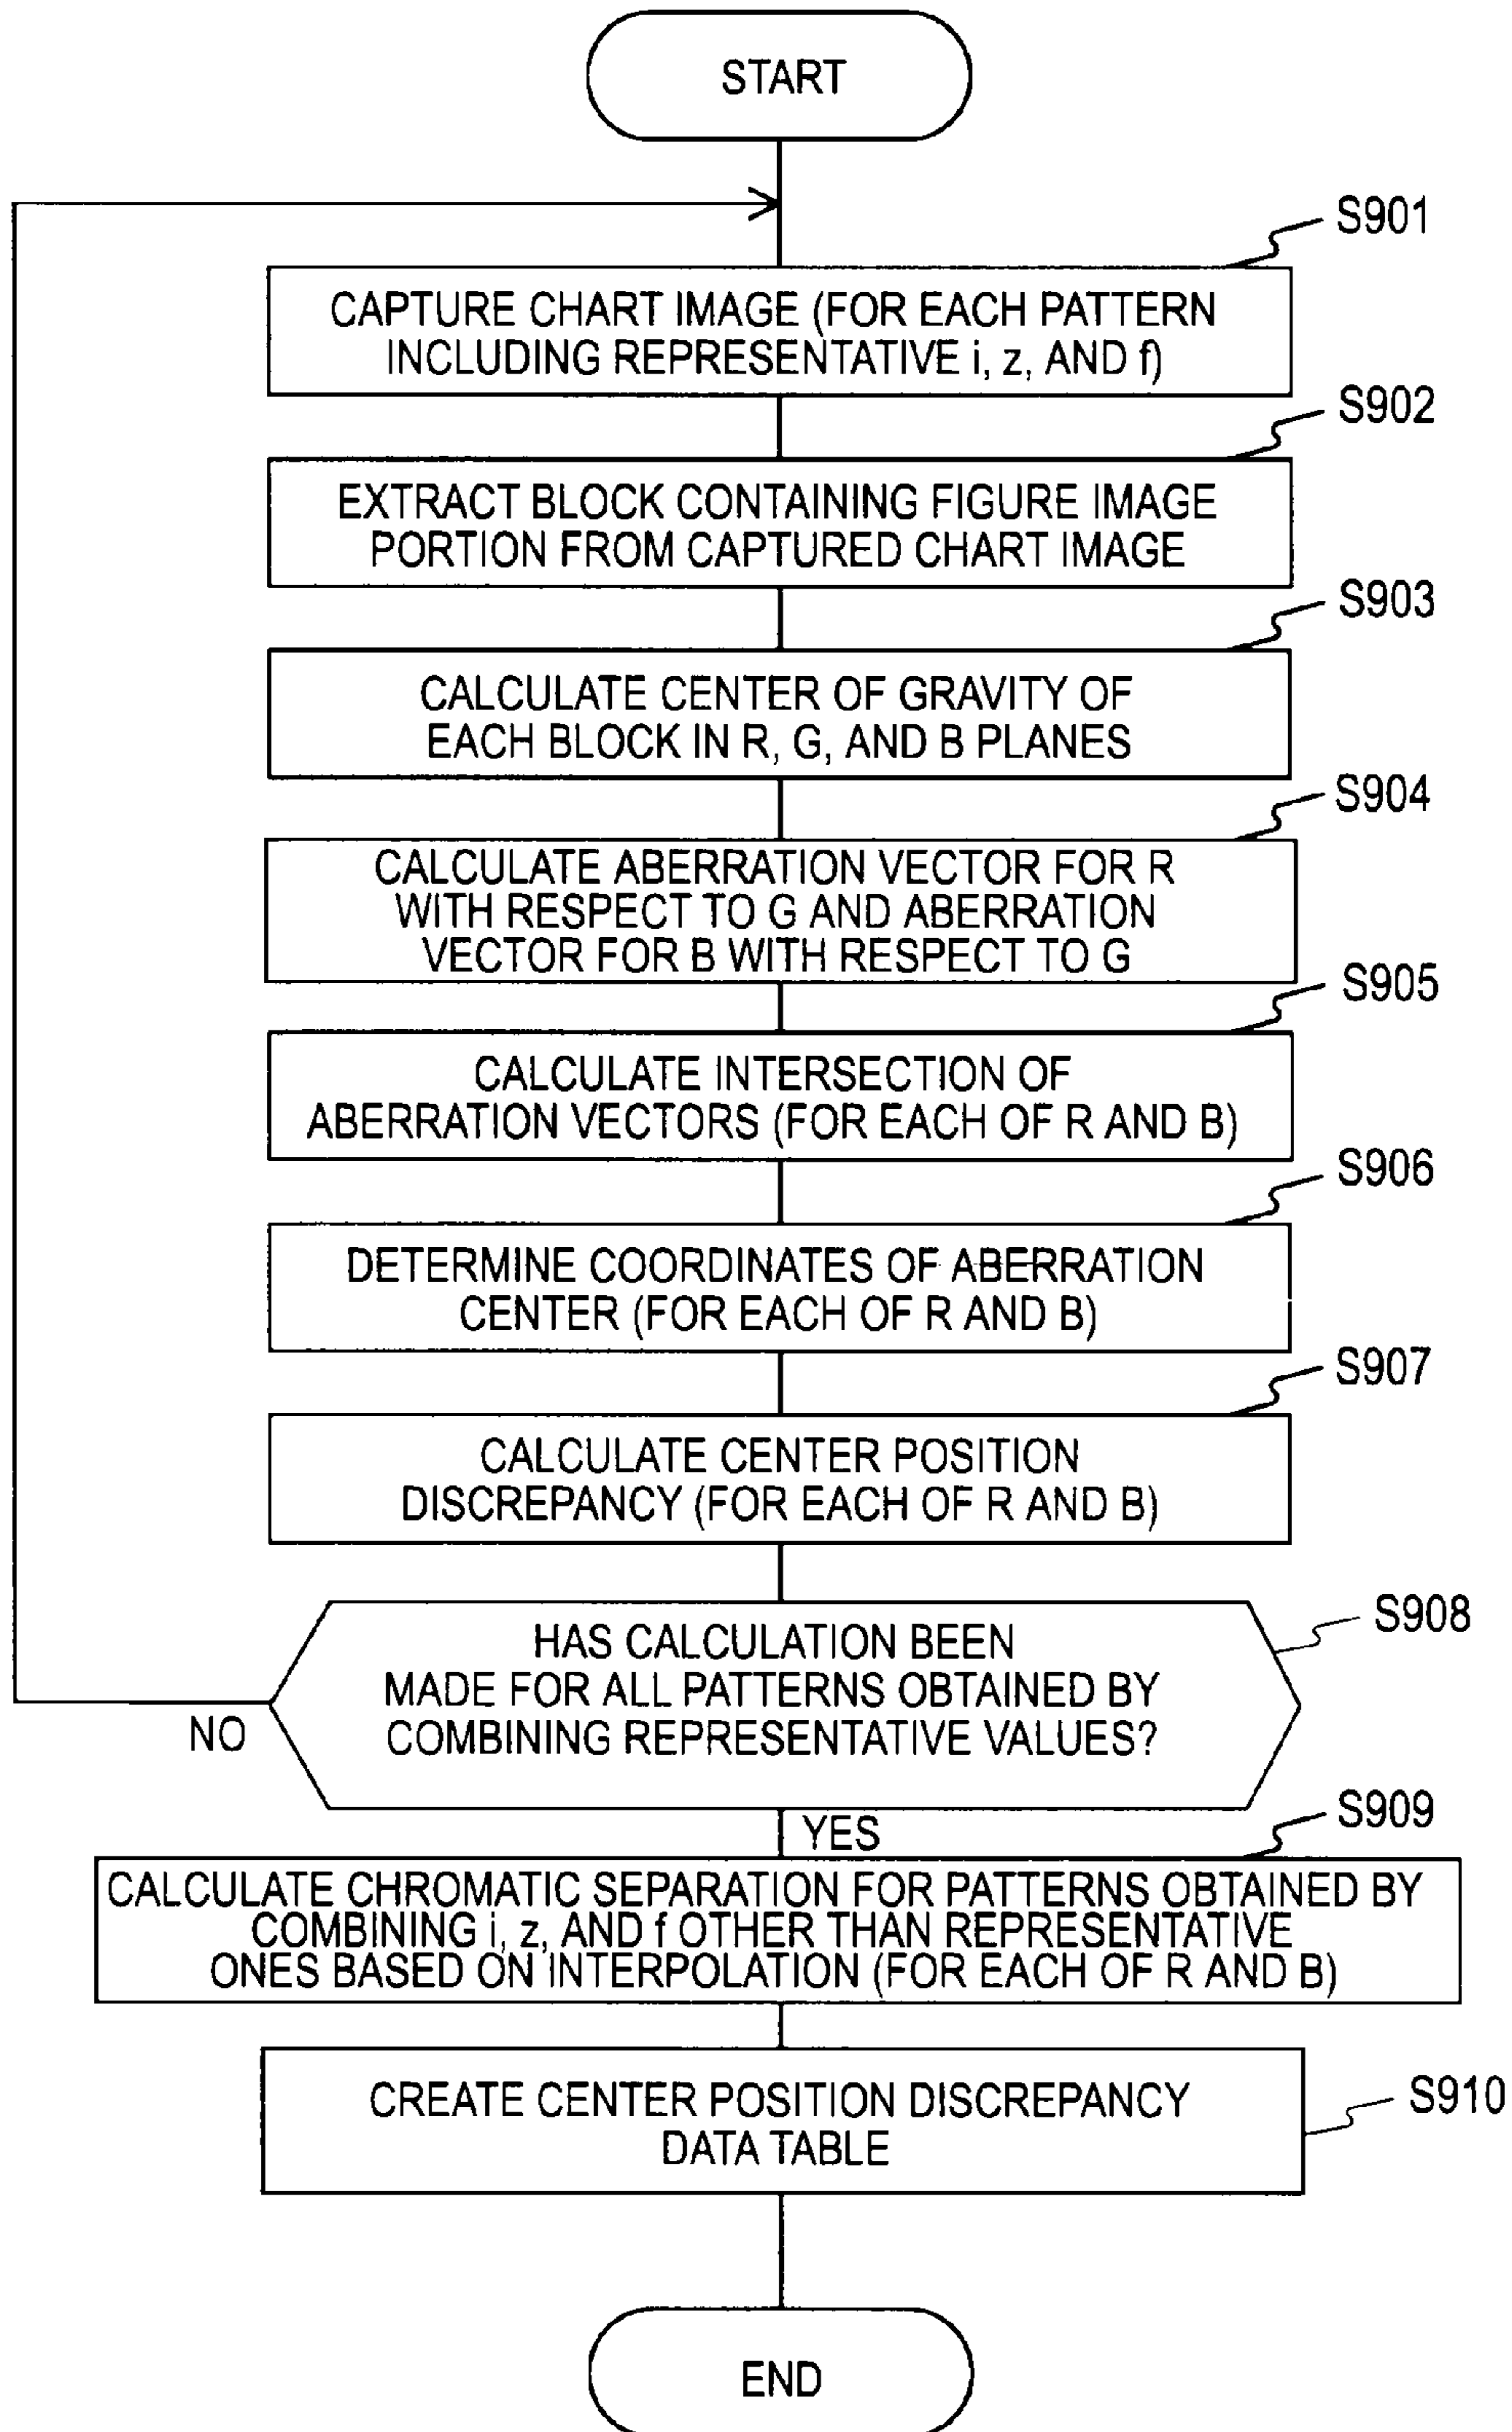 START
S901
CAPTURE CHART IMAGE (FOR EACH PATTERN
INCLUDING REPRESENTATIVE i, z, AND f)
S902
EXTRACT BLOCK CONTAINING FIGURE IMAGE
PORTION FROM CAPTURED CHART IMAGE
S903
CALCULATE CENTER OF GRAVITY OF
EACH BLOCK IN R, G, AND B PLANES
S904
CALCULATE ABERRATION VECTOR FOR R
WITH RESPECT TO G AND ABERRATION
VECTOR FOR B WITH RESPECT TO G
S905
CALCULATE INTERSECTION OF
ABERRATION VECTORS (FOR EACH OF R AND B)
S906
DETERMINE COORDINATES OF ABERRATION
CENTER (FOR EACH OF R AND B)
S907
CALCULATE CENTER POSITION
DISCREPANCY (FOR EACH OF R AND B)
S908
HAS CALCULATION BEEN
MADE FOR ALL PATTERNS OBTAINED BY
COMBINING REPRESENTATIVE VALUES?
NO
YES
S909
CALCULATE CHROMATIC SEPARATION FOR PATTERNS OBTAINED BY
COMBINING i, z, AND f OTHER THAN REPRESENTATIVE
ONES BASED ON INTERPOLATION (FOR EACH OF R AND B)
S910
CREATE CENTER POSITION DISCREPANCY
DATA TABLE
END